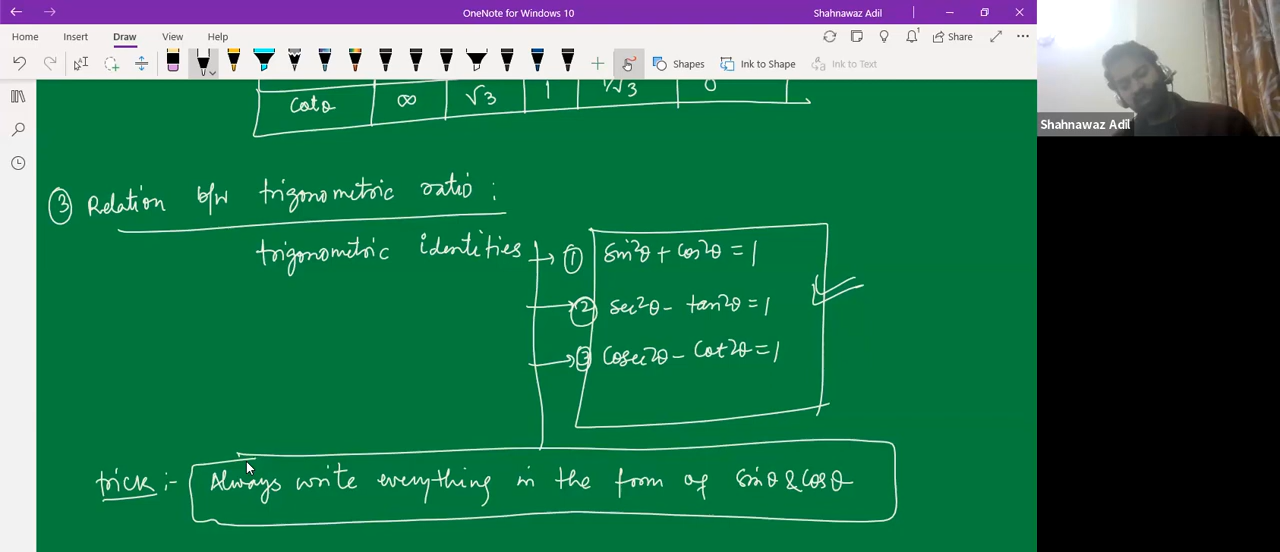 OneNote for Windows 10
Shahnawaz Adil
Home Insert Draw View Help
Share
Shapes Ink to Shape Ink to Text
Shahnawaz Adil
cotθ ∞ √3 1 1/√3 0
③ Relation b/w trigonometric ratio :
trigonometric identities → ① sin²θ + cos²θ = 1
→ ② sec²θ - tan²θ = 1
→ ③ cosec²θ - cot²θ = 1
trick :- Always write everything in the form of sinθ & cosθ